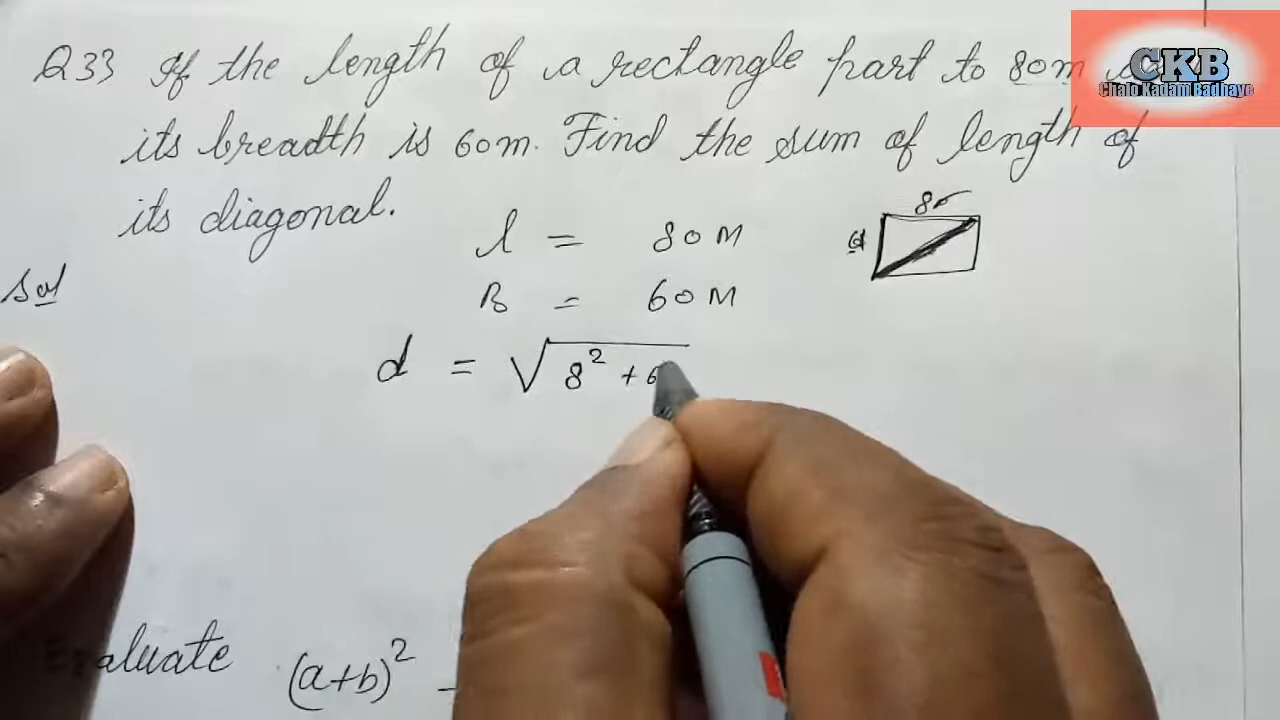 Q33 If the length of a rectangle part to 80m
its breadth is 60m. Find the sum of length of
its diagonal.
CKB
Chalo Kadam Badhaye
80
l = 80 M
B = 60 M
Sol
d = √8² + 6
Evaluate (a+b)² -